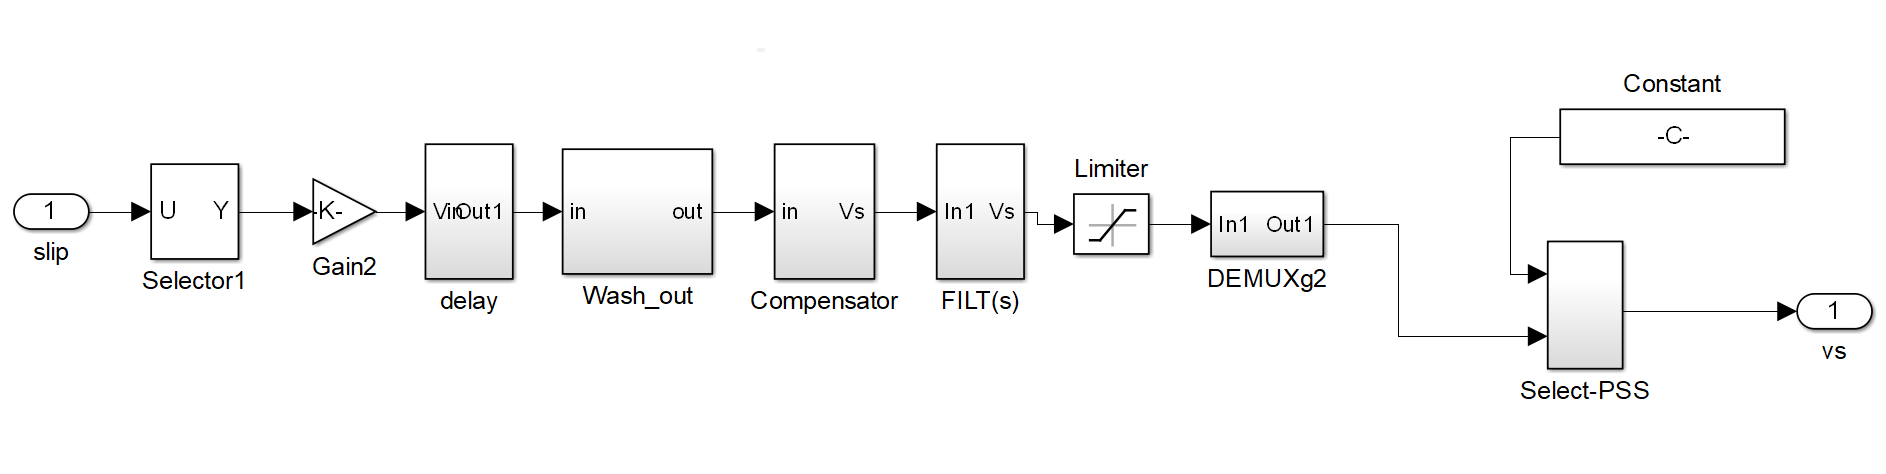 1
slip
U Y
Selector1
-K-
Gain2
Vin Out1
delay
in out
Wash_out
in Vs
Compensator
In1 Vs
FILT(s)
Limiter
In1 Out1
DEMUXg2
Constant
-C-
Select-PSS
1
vs